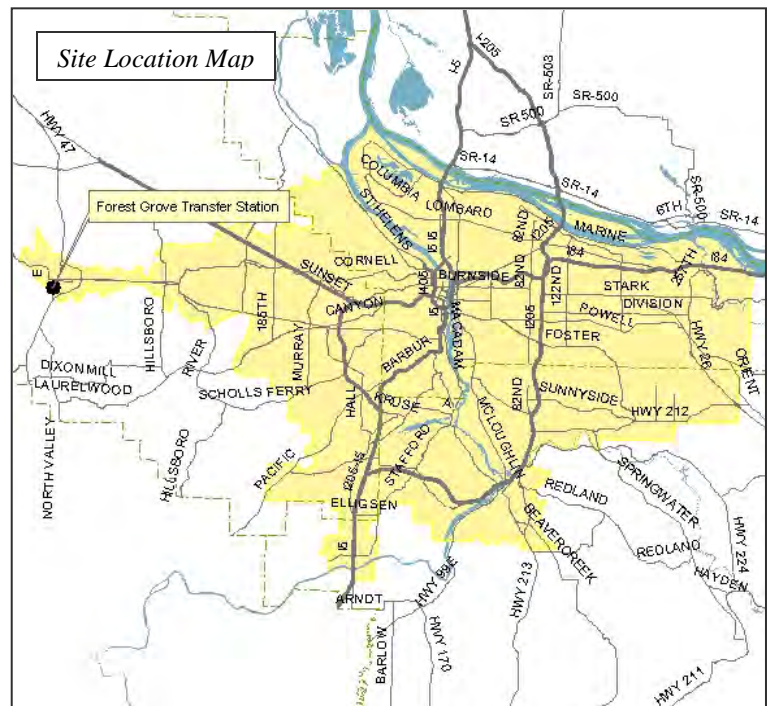 Site Location Map
I-5
I-205
SR-503
SR-500
SR-500
HWY 47
SR-14
SR-14
SR-500
SR-14
6TH
COLUMBIA
LOMBARD
ST HELENS
MARINE
82ND
I205
I5
Forest Grove Transfer Station
CORNELL
SUNSET
I405
BURNSIDE
82ND
I84
257TH
I84
E
CANYON
I5
MACADAM
122ND
STARK
DIVISION
POWELL
HILLSBORO
185TH
MURRAY
BARBUR
I205
FOSTER
HWY 26
ORIENT
RIVER
DIXON MILL
LAURELWOOD
SCHOLLS FERRY
HALL
KRUSE
A
MCLOUGHLIN
82ND
SUNNYSIDE
HWY 212
NORTH VALLEY
HILLSBORO
PACIFIC
I205-I5
STAFFORD
ELLIGSEN
REDLAND
SPRINGWATER
BEAVERCREEK
REDLAND
HWY 224
HAYDEN
I5
ARNDT
HWY 99E
HWY 213
BARLOW
HWY 170
HWY 211